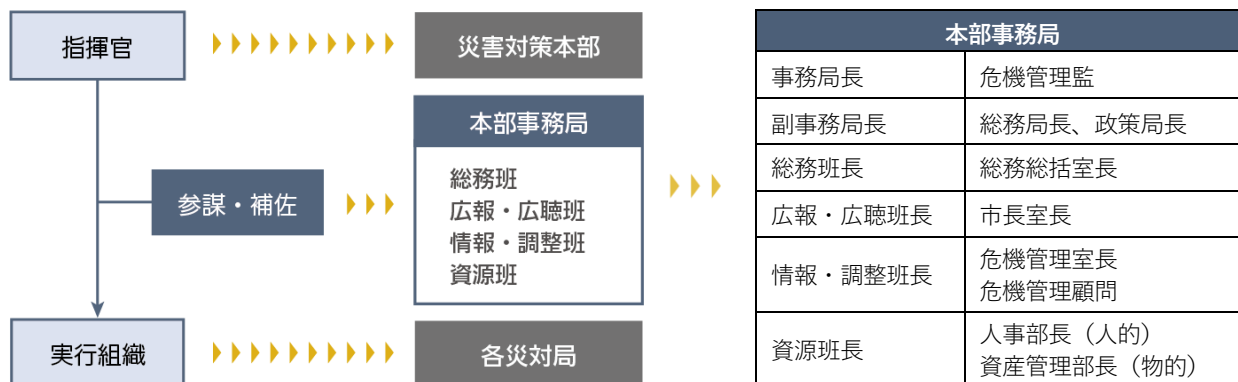 指揮官
災害対策本部
参謀・補佐
本部事務局
総務班
広報・広聴班
情報・調整班
資源班
実行組織
各災対局
本部事務局
事務局長 危機管理監
副事務局長 総務局長、政策局長
総務班長 総務総括室長
広報・広聴班長 市長室長
情報・調整班長 危機管理室長
危機管理顧問
資源班長 人事部長（人的）
資産管理部長（物的）